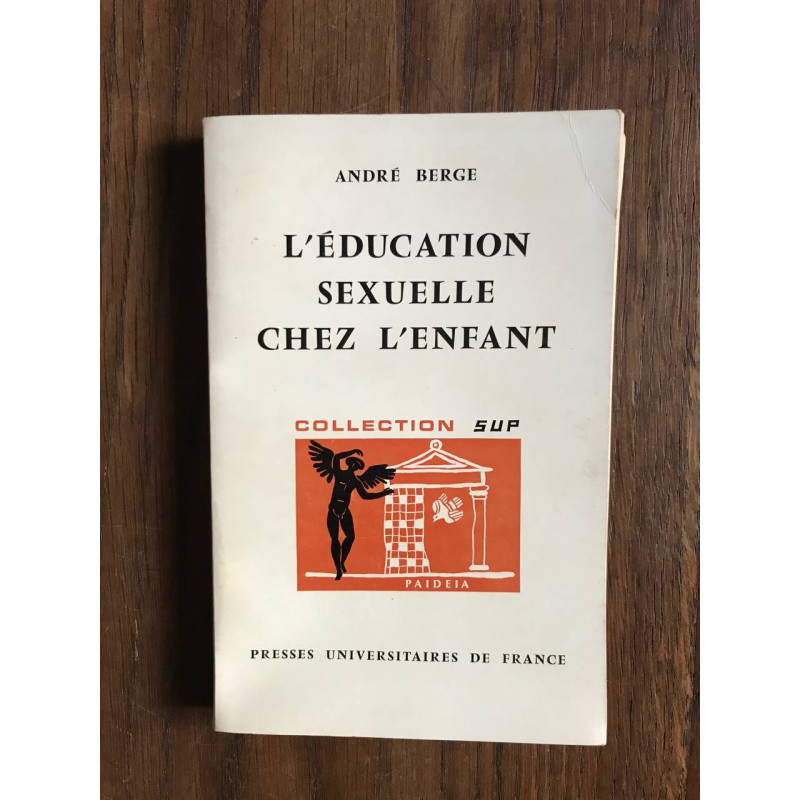 ANDRÉ BERGE
L'ÉDUCATION
SEXUELLE
CHEZ L'ENFANT
COLLECTION SUP
PAIDEIA
PRESSES UNIVERSITAIRES DE FRANCE